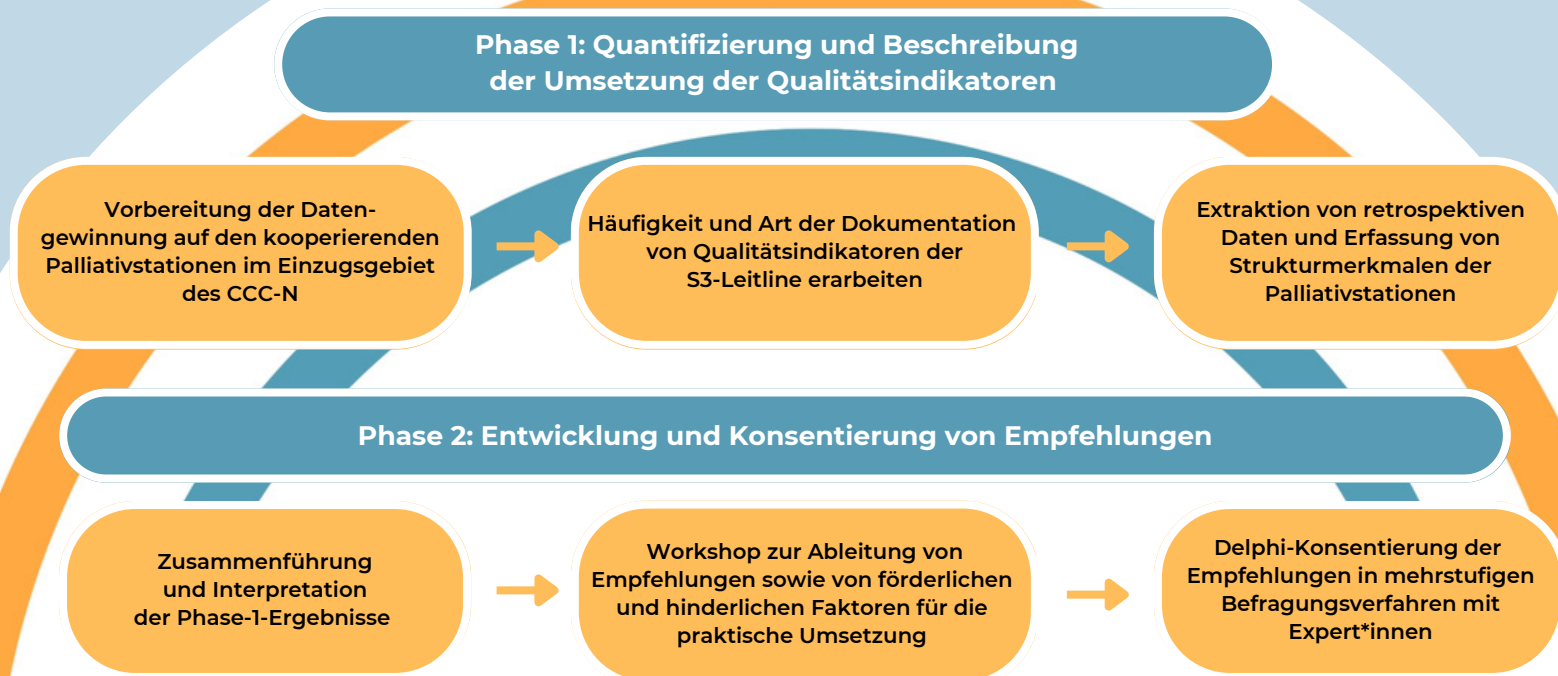 Phase 1: Quantifizierung und Beschreibung
der Umsetzung der Qualitätsindikatoren
Vorbereitung der Daten-
gewinnung auf den kooperierenden
Palliativstationen im Einzugsgebiet
des CCC-N
Häufigkeit und Art der Dokumentation
von Qualitätsindikatoren der
S3-Leitline erarbeiten
Extraktion von retrospektiven
Daten und Erfassung von
Strukturmerkmalen der
Palliativstationen
Phase 2: Entwicklung und Konsentierung von Empfehlungen
Zusammenführung
und Interpretation
der Phase-1-Ergebnisse
Workshop zur Ableitung von
Empfehlungen sowie von förderlichen
und hinderlichen Faktoren für die
praktische Umsetzung
Delphi-Konsentierung der
Empfehlungen in mehrstufigen
Befragungsverfahren mit
Expert*innen